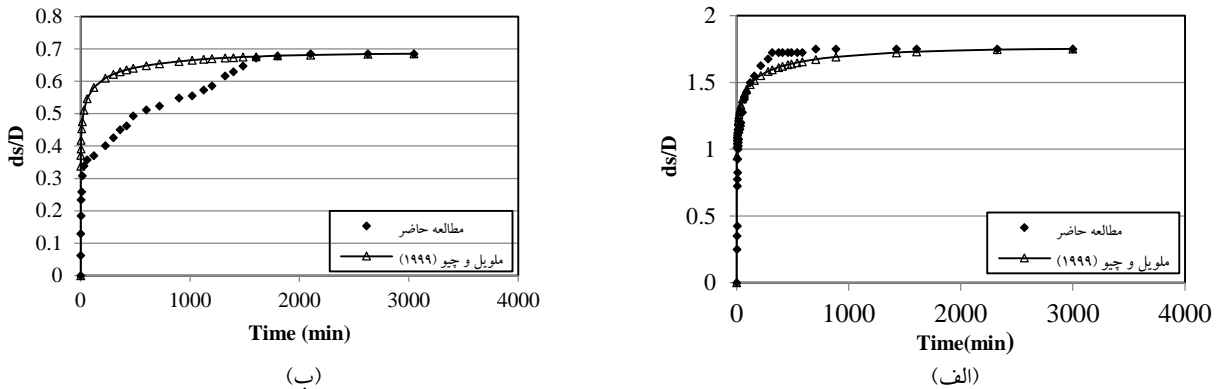 0.8
0.7
0.6
0.5
0.4
0.3
0.2
0.1
0
ds/D
مطالعه حاضر
ملویل و چیو (۱۹۹۹)
0 1000 2000 3000 4000
Time (min)
(ب)
2
1.5
1
0.5
0
ds/D
مطالعه حاضر
ملویل و چیو (۱۹۹۹)
0 1000 2000 3000 4000
Time(min)
(الف)